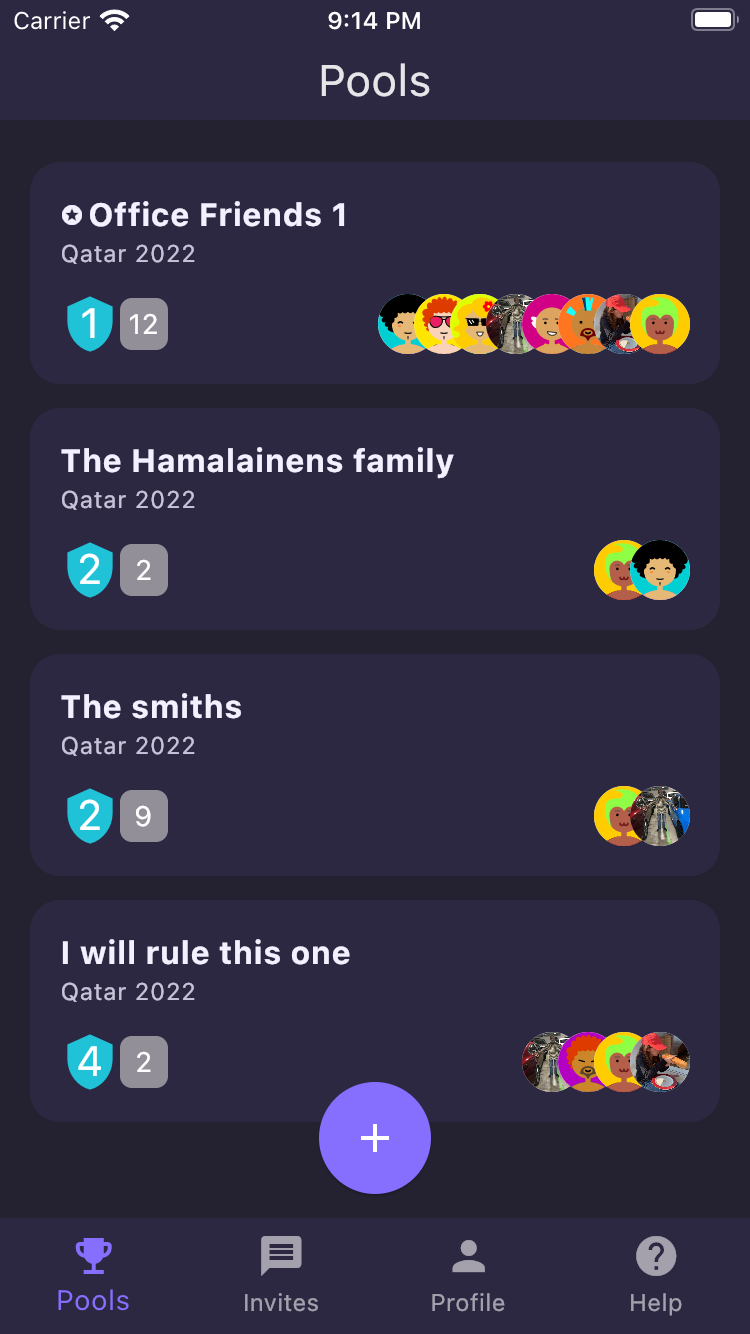 Carrier 9:14 PM
Pools
Office Friends 1
Qatar 2022
1 12
The Hamalainens family
Qatar 2022
2 2
The smiths
Qatar 2022
2 9
I will rule this one
Qatar 2022
4 2
+
Pools Invites Profile Help